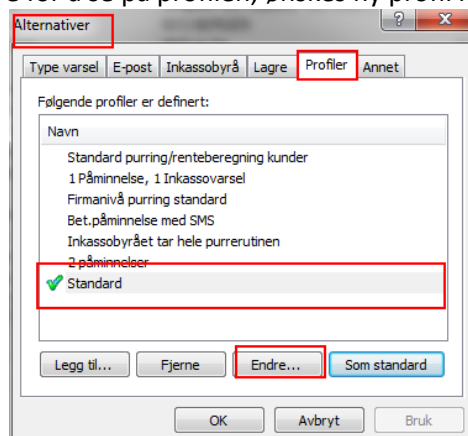 Alternativer
Type varsel E-post Inkassobyrå Lagre Profiler Annet
Følgende profiler er definert:
Navn
Standard purring/renteberegning kunder
1 Påminnelse, 1 Inkassovarsel
Firmanivå purring standard
Bet.påminnelse med SMS
Inkassobyrået tar hele purrerutinen
2 påminnelser
Standard
Legg til... Fjerne Endre... Som standard
OK Avbryt Bruk